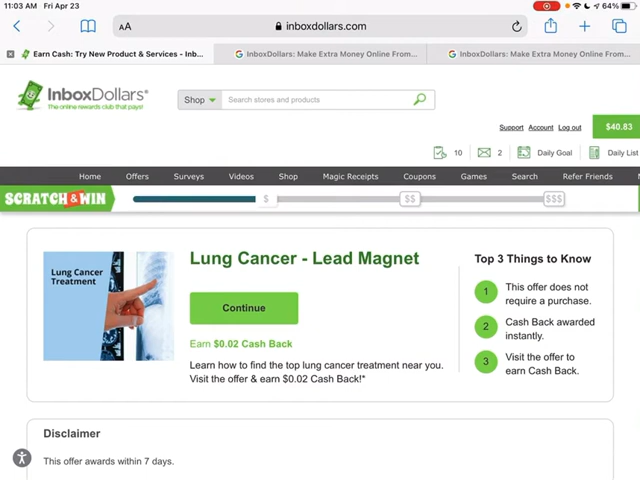 11:03 AM Fri Apr 23
64%
AA
inboxdollars.com
Earn Cash: Try New Product & Services - Inb...
InboxDollars: Make Extra Money Online From...
InboxDollars: Make Extra Money Online From...
InboxDollars®
The online rewards club that pays!
Shop
Search stores and products
Support Account Log out
$40.83
10
2
Daily Goal
Daily List
Home Offers Surveys Videos Shop Magic Receipts Coupons Games Search Refer Friends
SCRATCH & WIN
$ $$ $$$
Lung Cancer Treatment
Lung Cancer - Lead Magnet
Continue
Earn $0.02 Cash Back
Learn how to find the top lung cancer treatment near you.
Visit the offer & earn $0.02 Cash Back!*
Top 3 Things to Know
1 This offer does not
require a purchase.
2 Cash Back awarded
instantly.
3 Visit the offer to
earn Cash Back.
Disclaimer
This offer awards within 7 days.